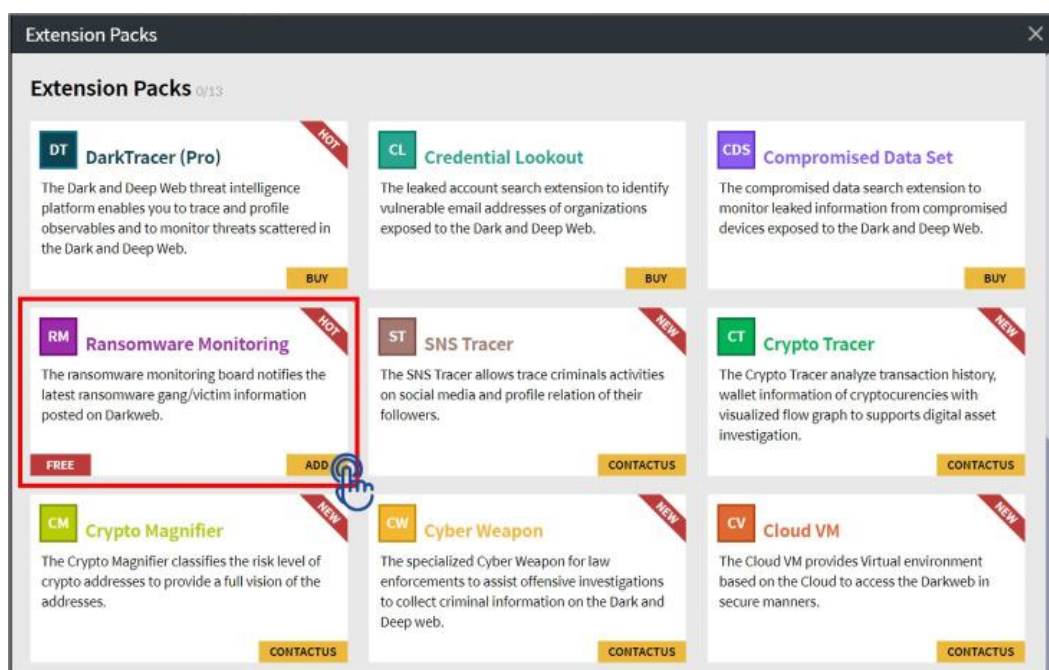 Extension Packs
Extension Packs 0/13
DT
DarkTracer (Pro)
HOT
The Dark and Deep Web threat intelligence
platform enables you to trace and profile
observables and to monitor threats scattered in
the Dark and Deep Web.
BUY
CL
Credential Lookout
The leaked account search extension to identify
vulnerable email addresses of organizations
exposed to the Dark and Deep Web.
BUY
CDS
Compromised Data Set
The compromised data search extension to
monitor leaked information from compromised
devices exposed to the Dark and Deep Web.
BUY
RM
Ransomware Monitoring
HOT
The ransomware monitoring board notifies the
latest ransomware gang/victim information
posted on Darkweb.
FREE
ADD
ST
SNS Tracer
NEW
The SNS Tracer allows trace criminals activities
on social media and profile relation of their
followers.
CONTACTUS
CT
Crypto Tracer
NEW
The Crypto Tracer analyze transaction history,
wallet information of cryptocurencies with
visualized flow graph to supports digital asset
investigation.
CONTACTUS
CM
Crypto Magnifier
NEW
The Crypto Magnifier classifies the risk level of
crypto addresses to provide a full vision of the
addresses.
CONTACTUS
CW
Cyber Weapon
NEW
The specialized Cyber Weapon for law
enforcements to assist offensive investigations
to collect criminal information on the Dark and
Deep web.
CONTACTUS
CV
Cloud VM
NEW
The Cloud VM provides Virtual environment
based on the Cloud to access the Darkweb in
secure manners.
CONTACTUS